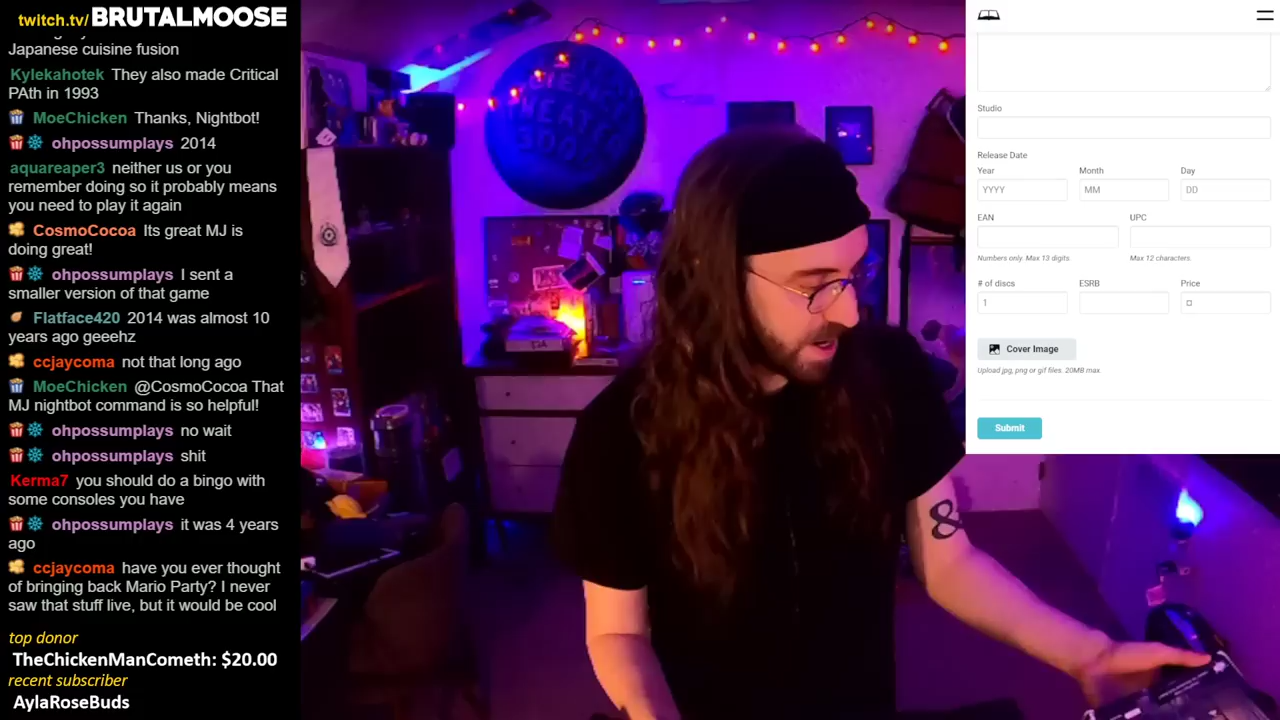 twitch.tv/BRUTALMOOSE
Japanese cuisine fusion
Kylekahotek They also made Critical
PAth in 1993
MoeChicken Thanks, Nightbot!
ohpossumplays 2014
aquareaper3 neither us or you
remember doing so it probably means
you need to play it again
CosmoCocoa Its great MJ is
doing great!
ohpossumplays I sent a
smaller version of that game
Flatface420 2014 was almost 10
years ago geeehz
ccjaycoma not that long ago
MoeChicken @CosmoCocoa That
MJ nightbot command is so helpful!
ohpossumplays no wait
ohpossumplays shit
Kerma7 you should do a bingo with
some consoles you have
ohpossumplays it was 4 years
ago
ccjaycoma have you ever thought
of bringing back Mario Party? I never
saw that stuff live, but it would be cool
top donor
TheChickenManCometh: $20.00
recent subscriber
AylaRoseBuds
&
Studio
Release Date
Year Month Day
YYYY MM DD
EAN UPC
Numbers only. Max 13 digits. Max 12 characters.
# of discs ESRB Price
1
Cover Image
Upload jpg, png or gif files. 20MB max.
Submit